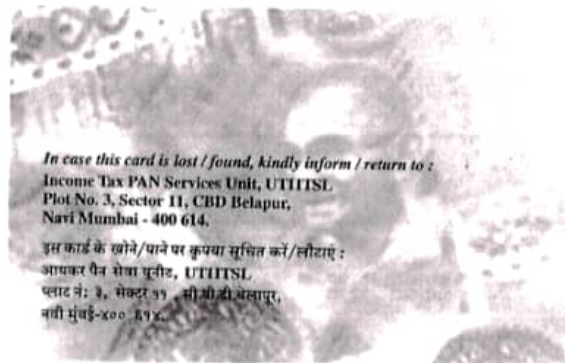 In case this card is lost / found, kindly inform / return to :
Income Tax PAN Services Unit, UTIITSL
Plot No. 3, Sector 11, CBD Belapur,
Navi Mumbai - 400 614.
इस कार्ड के खोने/पाने पर कृपया सूचित करें/लौटाएं :
आयकर पैन सेवा यूनीट, UTIITSL
प्लाट नं: ३, सेक्टर ११ , सी.बी.डी.बेलापूर,
नवी मुंबई-४०० ६१४.